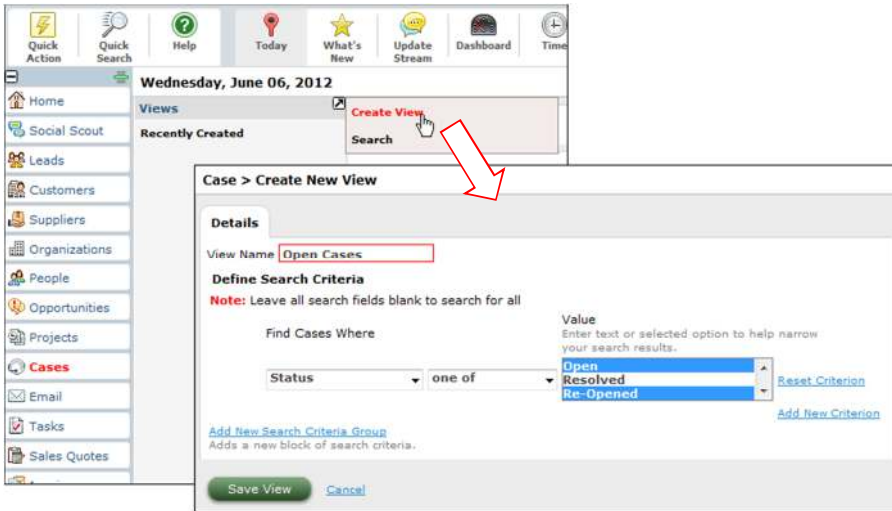 Quick Action
Quick Search
Help
Today
What's New
Update Stream
Dashboard
Time
Wednesday, June 06, 2012
Home
Social Scout
Leads
Customers
Suppliers
Organizations
People
Opportunities
Projects
Cases
Email
Tasks
Sales Quotes
Views
Recently Created
Create View
Search
Case > Create New View
Details
View Name Open Cases
Define Search Criteria
Note: Leave all search fields blank to search for all
Find Cases Where
Value
Enter text or selected option to help narrow
your search results.
Status one of
Open
Resolved
Re-Opened
Reset Criterion
Add New Criterion
Add New Search Criteria Group
Adds a new block of search criteria.
Save View Cancel